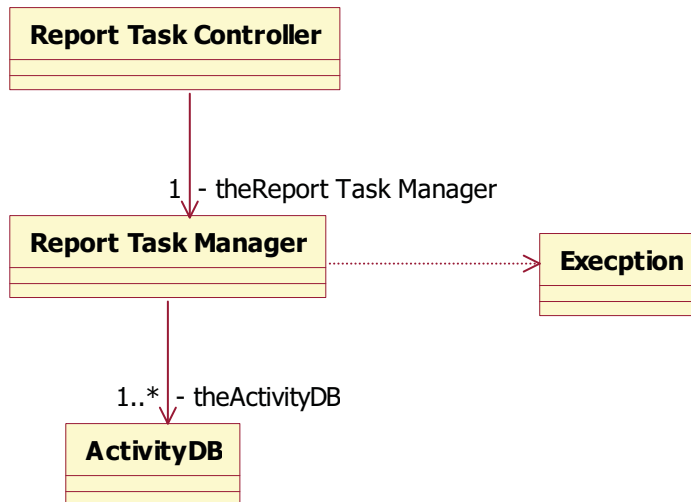 Report Task Controller
1 - theReport Task Manager
Report Task Manager
Execption
1..* - theActivityDB
ActivityDB